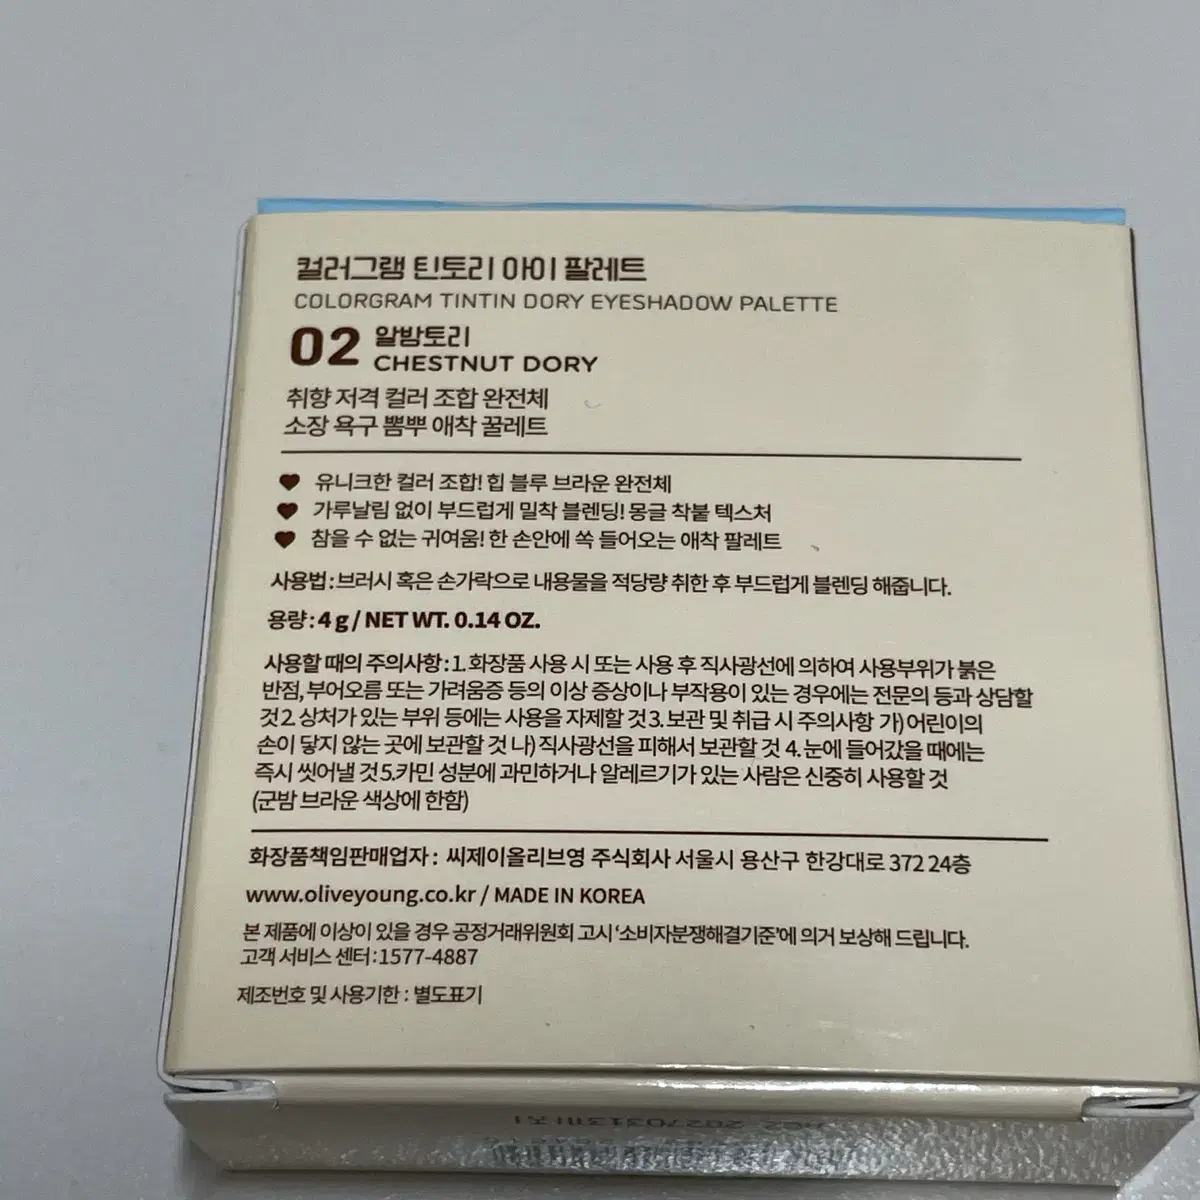 컬러그램 틴토리 아이 팔레트
COLORGRAM TINTIN DORY EYESHADOW PALETTE
02 알밤토리
CHESTNUT DORY
취향 저격 컬러 조합 완전체
소장 욕구 뿜뿌 애착 꿀레트
유니크한 컬러 조합! 힙 블루 브라운 완전체
가루날림 없이 부드럽게 밀착 블렌딩! 몽글 착붙 텍스처
참을 수 없는 귀여움! 한 손안에 쏙 들어오는 애착 팔레트
사용법 : 브러시 혹은 손가락으로 내용물을 적당량 취한 후 부드럽게 블렌딩 해줍니다.
용량 : 4 g / NET WT. 0.14 OZ.
사용할 때의 주의사항 : 1. 화장품 사용 시 또는 사용 후 직사광선에 의하여 사용부위가 붉은
반점, 부어오름 또는 가려움증 등의 이상 증상이나 부작용이 있는 경우에는 전문의 등과 상담할
것 2. 상처가 있는 부위 등에는 사용을 자제할 것 3. 보관 및 취급 시 주의사항 가) 어린이의
손이 닿지 않는 곳에 보관할 것 나) 직사광선을 피해서 보관할 것 4. 눈에 들어갔을 때에는
즉시 씻어낼 것 5.카민 성분에 과민하거나 알레르기가 있는 사람은 신중히 사용할 것
(군밤 브라운 색상에 한함)
화장품책임판매업자 : 씨제이올리브영 주식회사 서울시 용산구 한강대로 372 24층
www.oliveyoung.co.kr / MADE IN KOREA
본 제품에 이상이 있을 경우 공정거래위원회 고시 '소비자분쟁해결기준'에 의거 보상해 드립니다.
고객 서비스 센터 : 1577-4887
제조번호 및 사용기한 : 별도표기
20270313까지